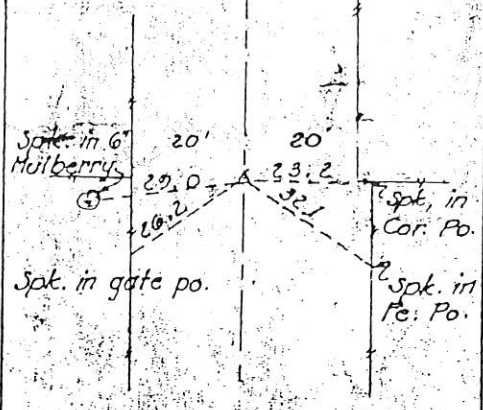 Spk. in 6"
Mulberry
20'
20'
29.0
23.2
26.2
32.1
Spk. in
Cor. Po.
Spk. in gate po.
Spk. in
Fe. Po.